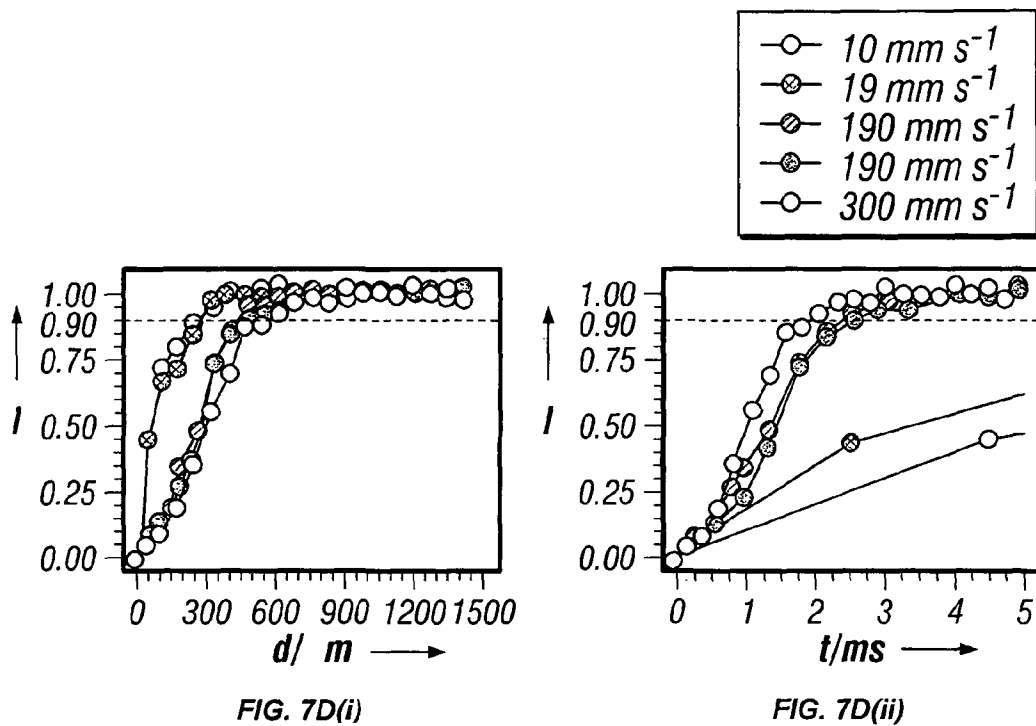 10 mm s⁻¹
19 mm s⁻¹
190 mm s⁻¹
190 mm s⁻¹
300 mm s⁻¹
1.00
0.90
0.75
0.50
0.25
0.00
I
0 300 600 900 1200 1500
d/ m
FIG. 7D(i)
1.00
0.90
0.75
0.50
0.25
0.00
I
0 1 2 3 4 5
t/ms
FIG. 7D(ii)